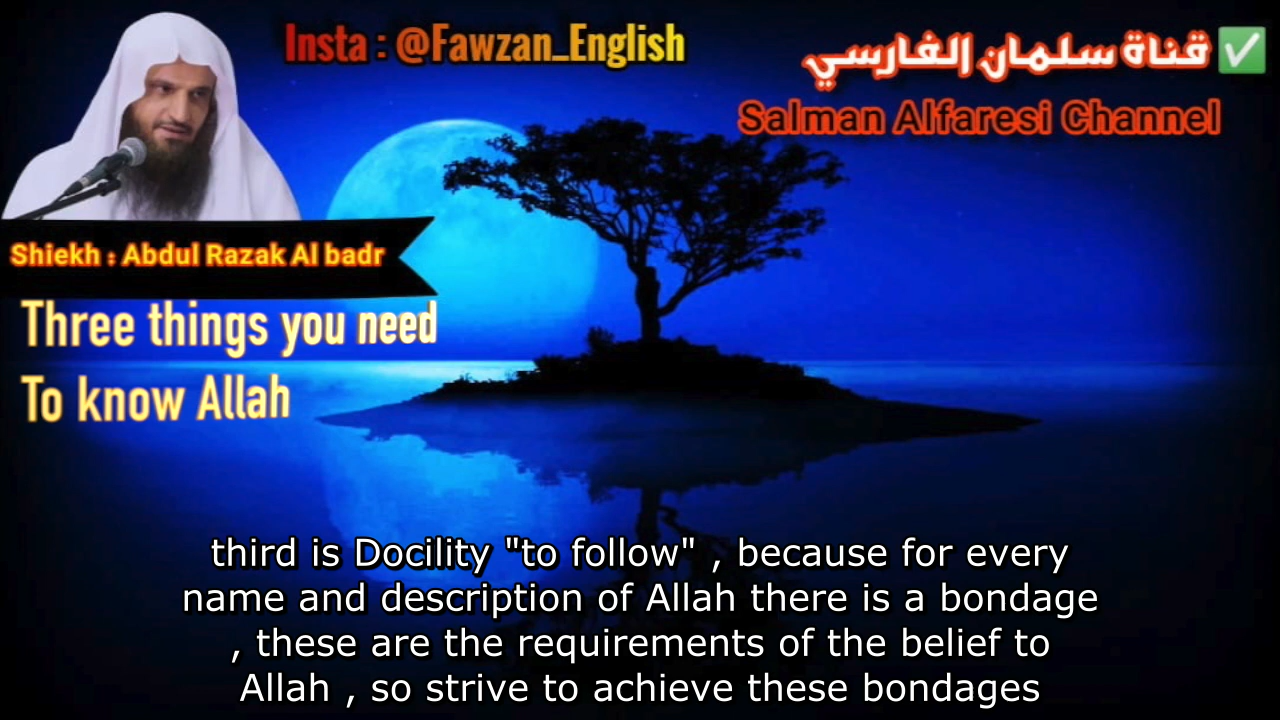 Insta : @Fawzan_English
قناة سلمان الفارسي
Salman Alfaresi Channel
Shiekh : Abdul Razak Al badr
Three things you need
To know Allah
third is Docility "to follow" , because for every
name and description of Allah there is a bondage
, these are the requirements of the belief to
Allah , so strive to achieve these bondages